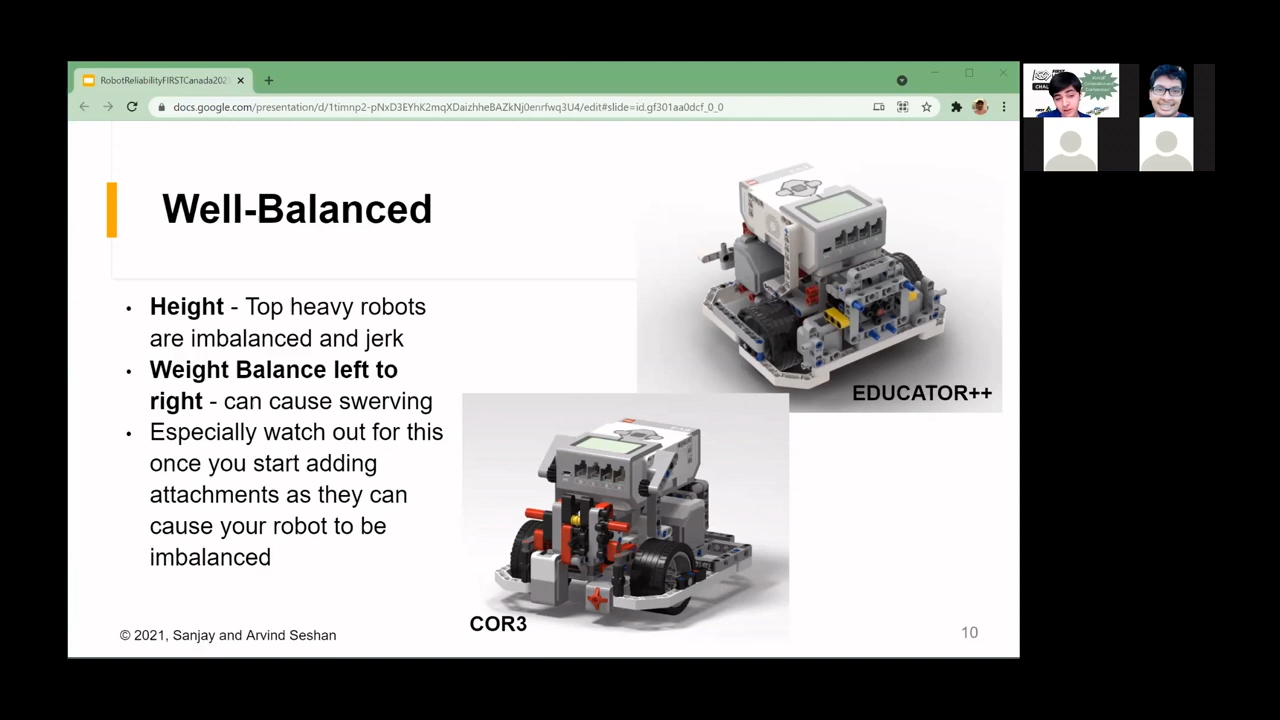 RobotReliabilityFIRSTCanada202
docs.google.com/presentation/d/1timnp2-pNxD3EYhK2mqXDaizhheBAZkNj0enrfwq3U4/edit#slide=id.gf301aa0dcf_0_0
Well-Balanced
• Height - Top heavy robots
are imbalanced and jerk
• Weight Balance left to
right - can cause swerving
• Especially watch out for this
once you start adding
attachments as they can
cause your robot to be
imbalanced
EDUCATOR++
COR3
© 2021, Sanjay and Arvind Seshan
10